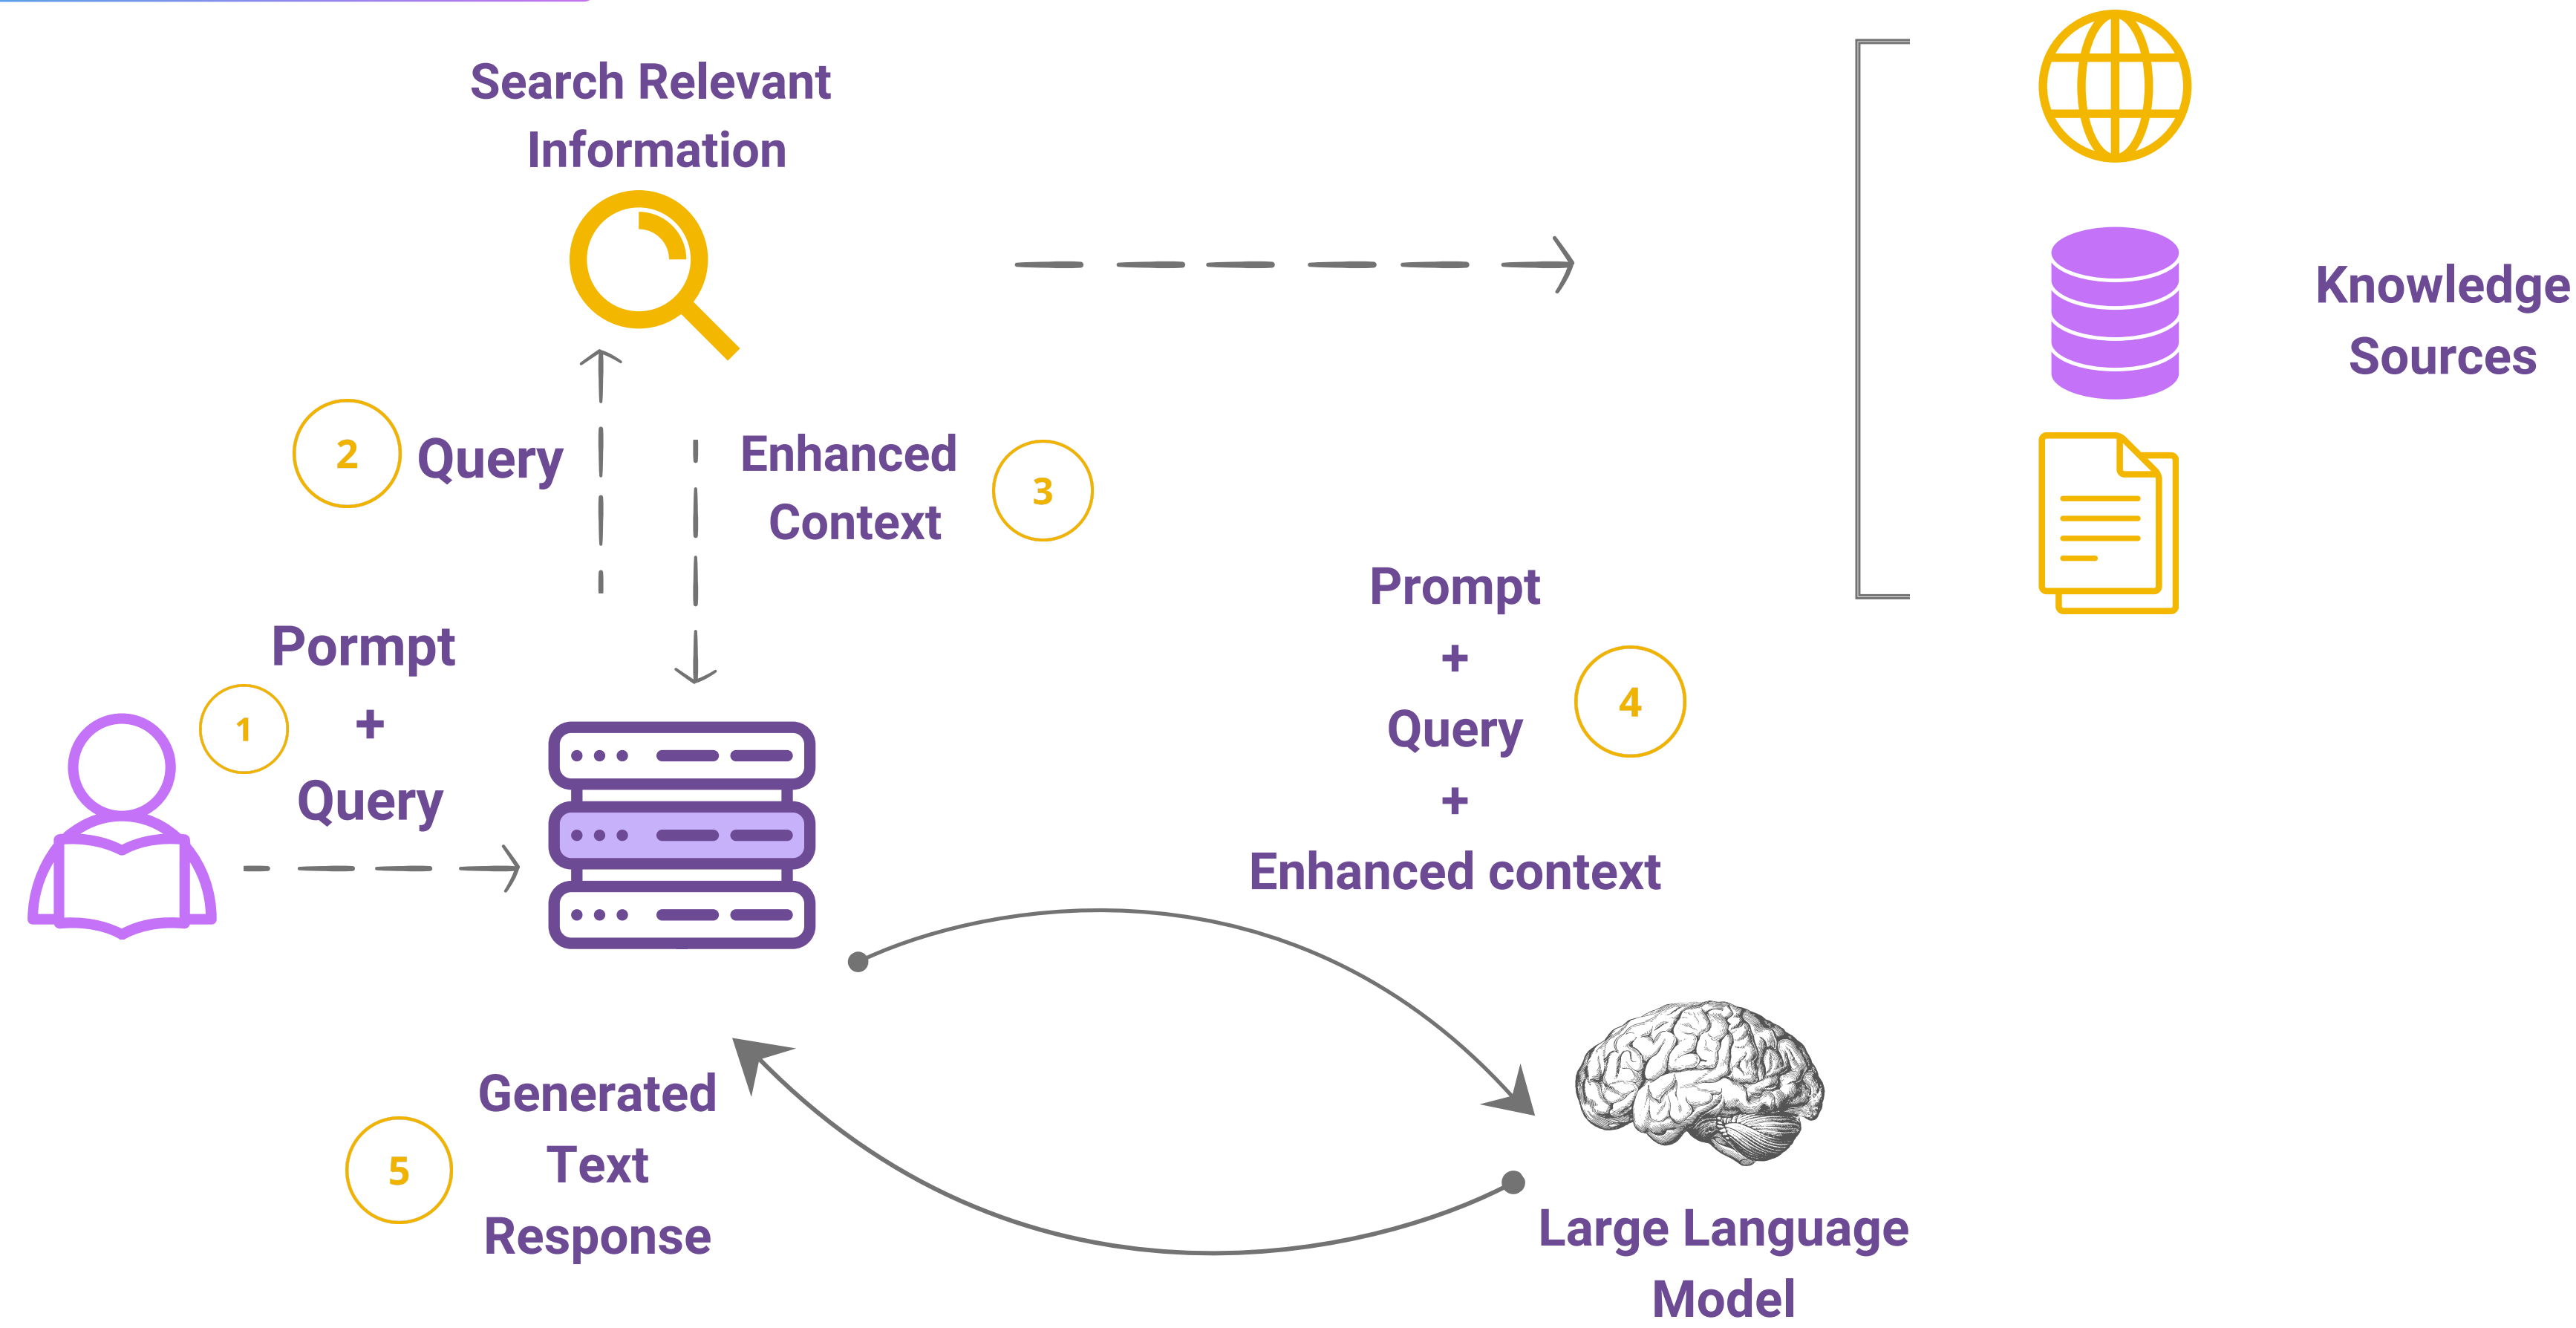 Search Relevant
Information
Knowledge
Sources
2
Query
Enhanced
Context
3
Pormpt
+
Query
1
Prompt
+
Query
+
Enhanced context
4
Generated
Text
Response
5
Large Language
Model